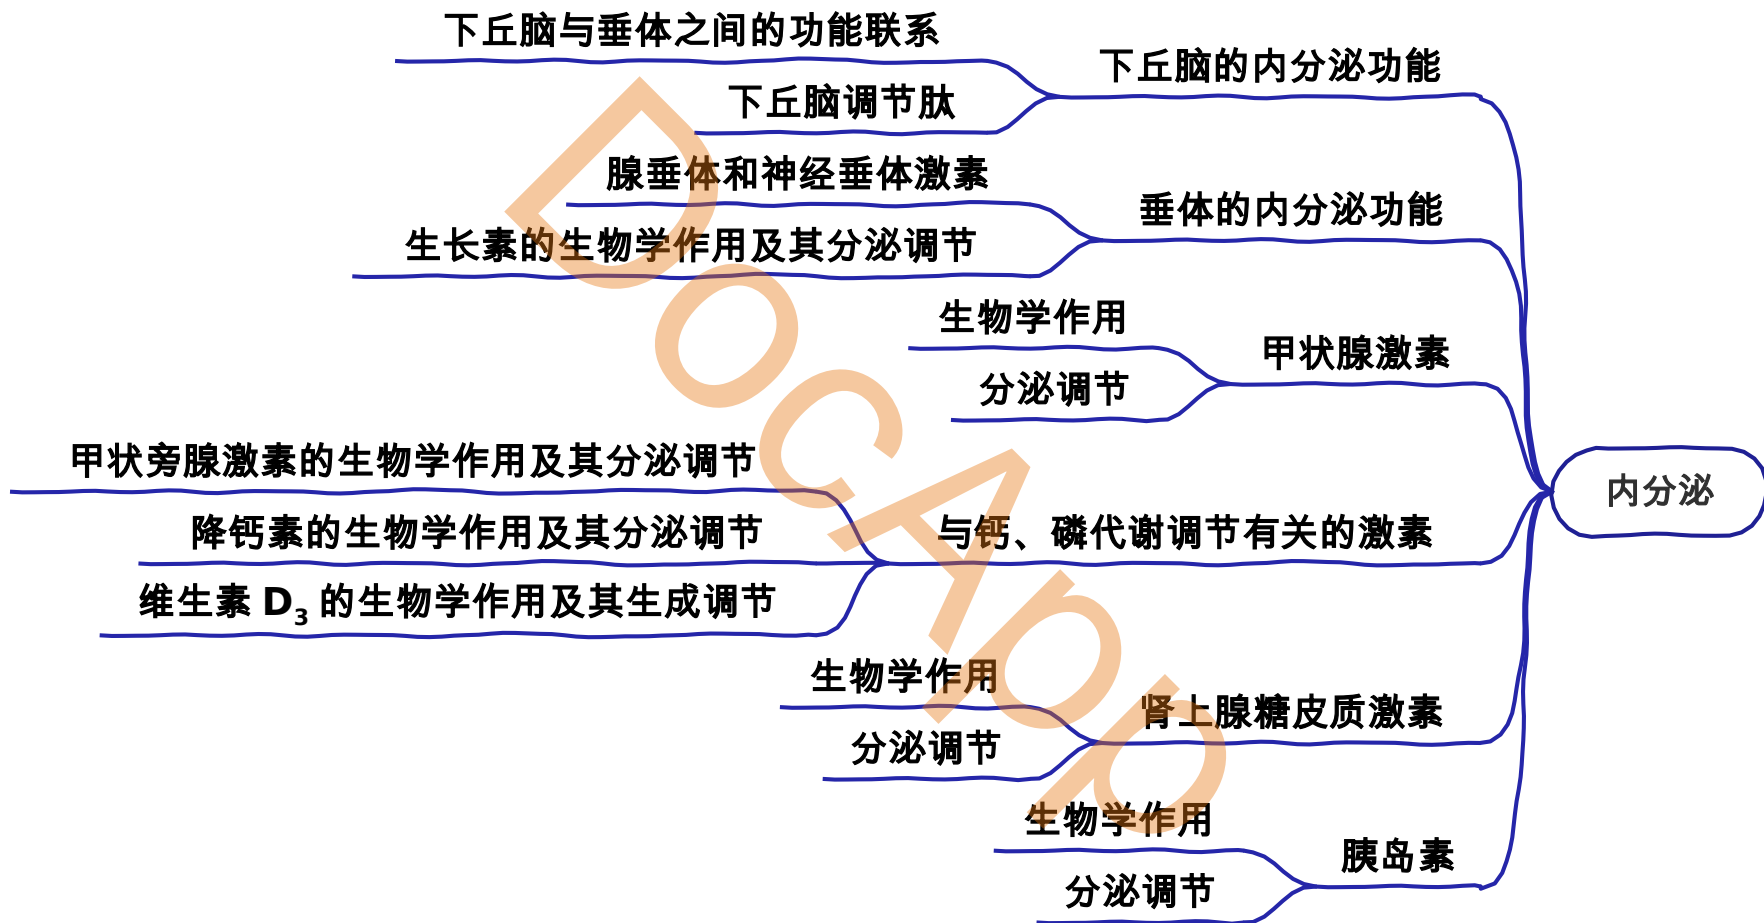 下丘脑与垂体之间的功能联系
下丘脑的内分泌功能
下丘脑调节肽
腺垂体和神经垂体激素
垂体的内分泌功能
生长素的生物学作用及其分泌调节
生物学作用
甲状腺激素
分泌调节
甲状旁腺激素的生物学作用及其分泌调节
内分泌
降钙素的生物学作用及其分泌调节
与钙、磷代谢调节有关的激素
维生素 D3 的生物学作用及其生成调节
生物学作用
肾上腺糖皮质激素
分泌调节
生物学作用
胰岛素
分泌调节
DocApp